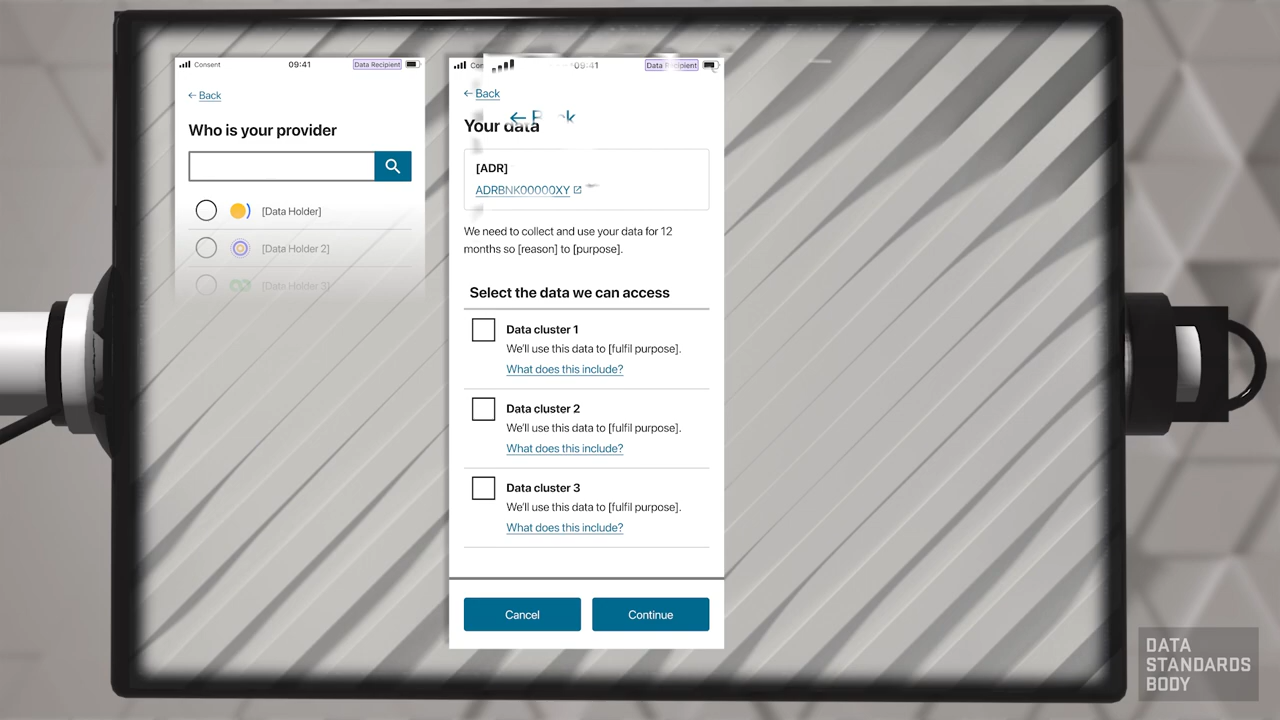 Consent 09:41 Data Recipient
← Back
Who is your provider
[Data Holder]
[Data Holder 2]
[Data Holder 3]
09:41 Data Recipient
← Back
Your data
[ADR]
ADRBNK00000XY
We need to collect and use your data for 12
months so [reason] to [purpose].
Select the data we can access
Data cluster 1
We'll use this data to [fulfil purpose].
What does this include?
Data cluster 2
We'll use this data to [fulfil purpose].
What does this include?
Data cluster 3
We'll use this data to [fulfil purpose].
What does this include?
Cancel
Continue
DATA
STANDARDS
BODY